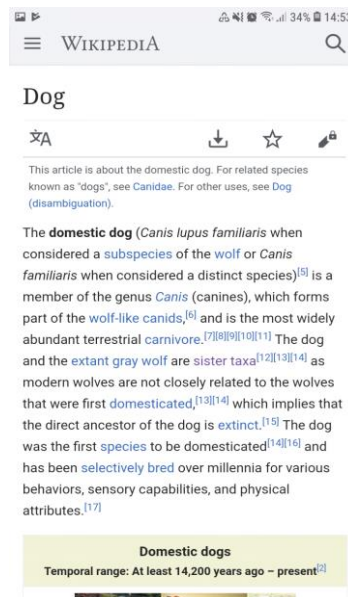 34% 14:53
WIKIPEDIA
Dog
This article is about the domestic dog. For related species
known as "dogs", see Canidae. For other uses, see Dog
(disambiguation).
The domestic dog (Canis lupus familiaris when
considered a subspecies of the wolf or Canis
familiaris when considered a distinct species)[5] is a
member of the genus Canis (canines), which forms
part of the wolf-like canids,[6] and is the most widely
abundant terrestrial carnivore.[7][8][9][10][11] The dog
and the extant gray wolf are sister taxa[12][13][14] as
modern wolves are not closely related to the wolves
that were first domesticated,[13][14] which implies that
the direct ancestor of the dog is extinct.[15] The dog
was the first species to be domesticated[14][16] and
has been selectively bred over millennia for various
behaviors, sensory capabilities, and physical
attributes.[17]
Domestic dogs
Temporal range: At least 14,200 years ago – present[2]